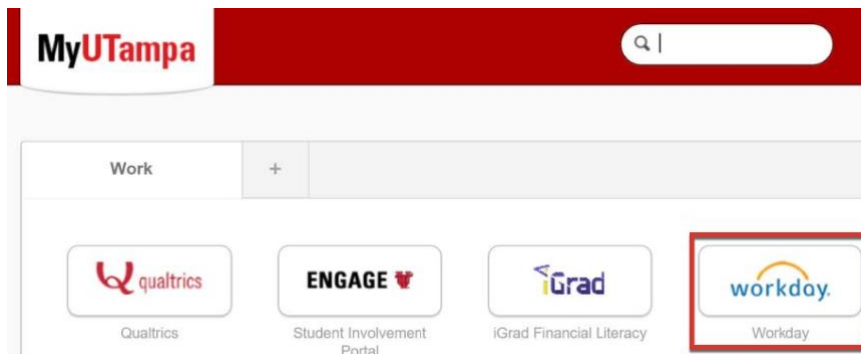 MyUTampa
Work
+
qualtrics
ENGAGE
iGrad
workday.
Qualtrics
Student Involvement
Portal
iGrad Financial Literacy
Workday